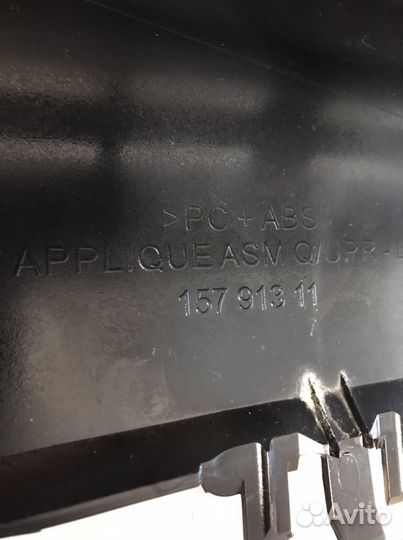 >PC + ABS
APPLIQUE ASM Q/UPR - L
157 913 11
Avito